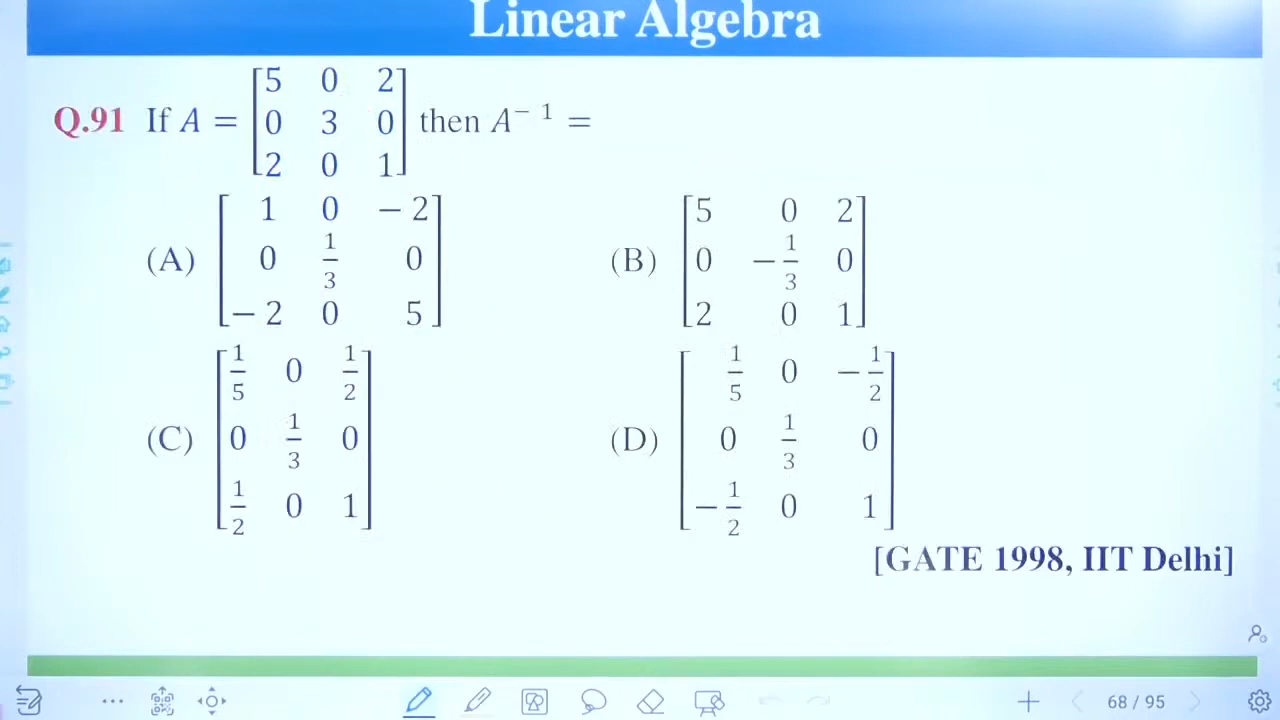 Linear Algebra
Q.91 If A = [5 0 2; 0 3 0; 2 0 1] then A⁻¹ =
(A) [1 0 −2; 0 1/3 0; −2 0 5]
(B) [5 0 2; 0 −1/3 0; 2 0 1]
(C) [1/5 0 1/2; 0 1/3 0; 1/2 0 1]
(D) [1/5 0 −1/2; 0 1/3 0; −1/2 0 1]
[GATE 1998, IIT Delhi]
68 / 95